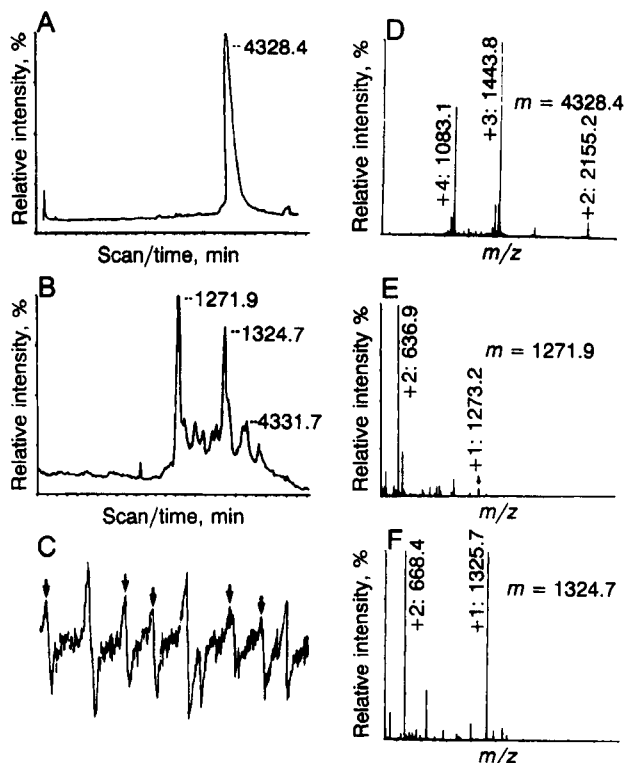 A
Relative intensity, %
4328.4
Scan/time, min
B
Relative intensity, %
1271.9
1324.7
4331.7
Scan/time, min
C
D
Relative intensity, %
+4: 1083.1
+3: 1443.8
m = 4328.4
+2: 2155.2
m/z
E
Relative intensity %
+2: 636.9
m = 1271.9
+1: 1273.2
m/z
F
Relative intensity, %
+2: 668.4
+1: 1325.7
m = 1324.7
m/z